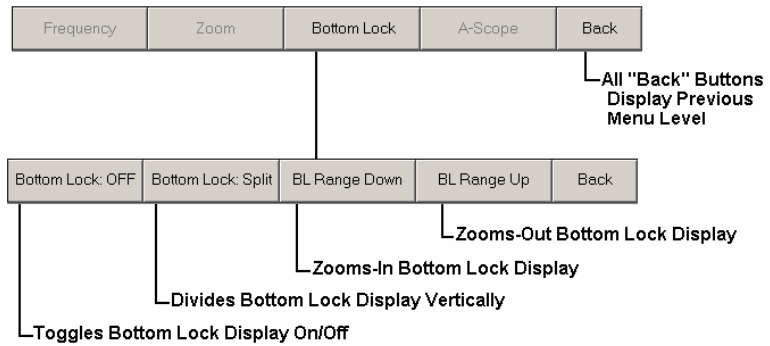 Frequency Zoom Bottom Lock A-Scope Back
All "Back" Buttons
Display Previous
Menu Level
Bottom Lock: OFF Bottom Lock: Split BL Range Down BL Range Up Back
Zooms-Out Bottom Lock Display
Zooms-In Bottom Lock Display
Divides Bottom Lock Display Vertically
Toggles Bottom Lock Display On/Off